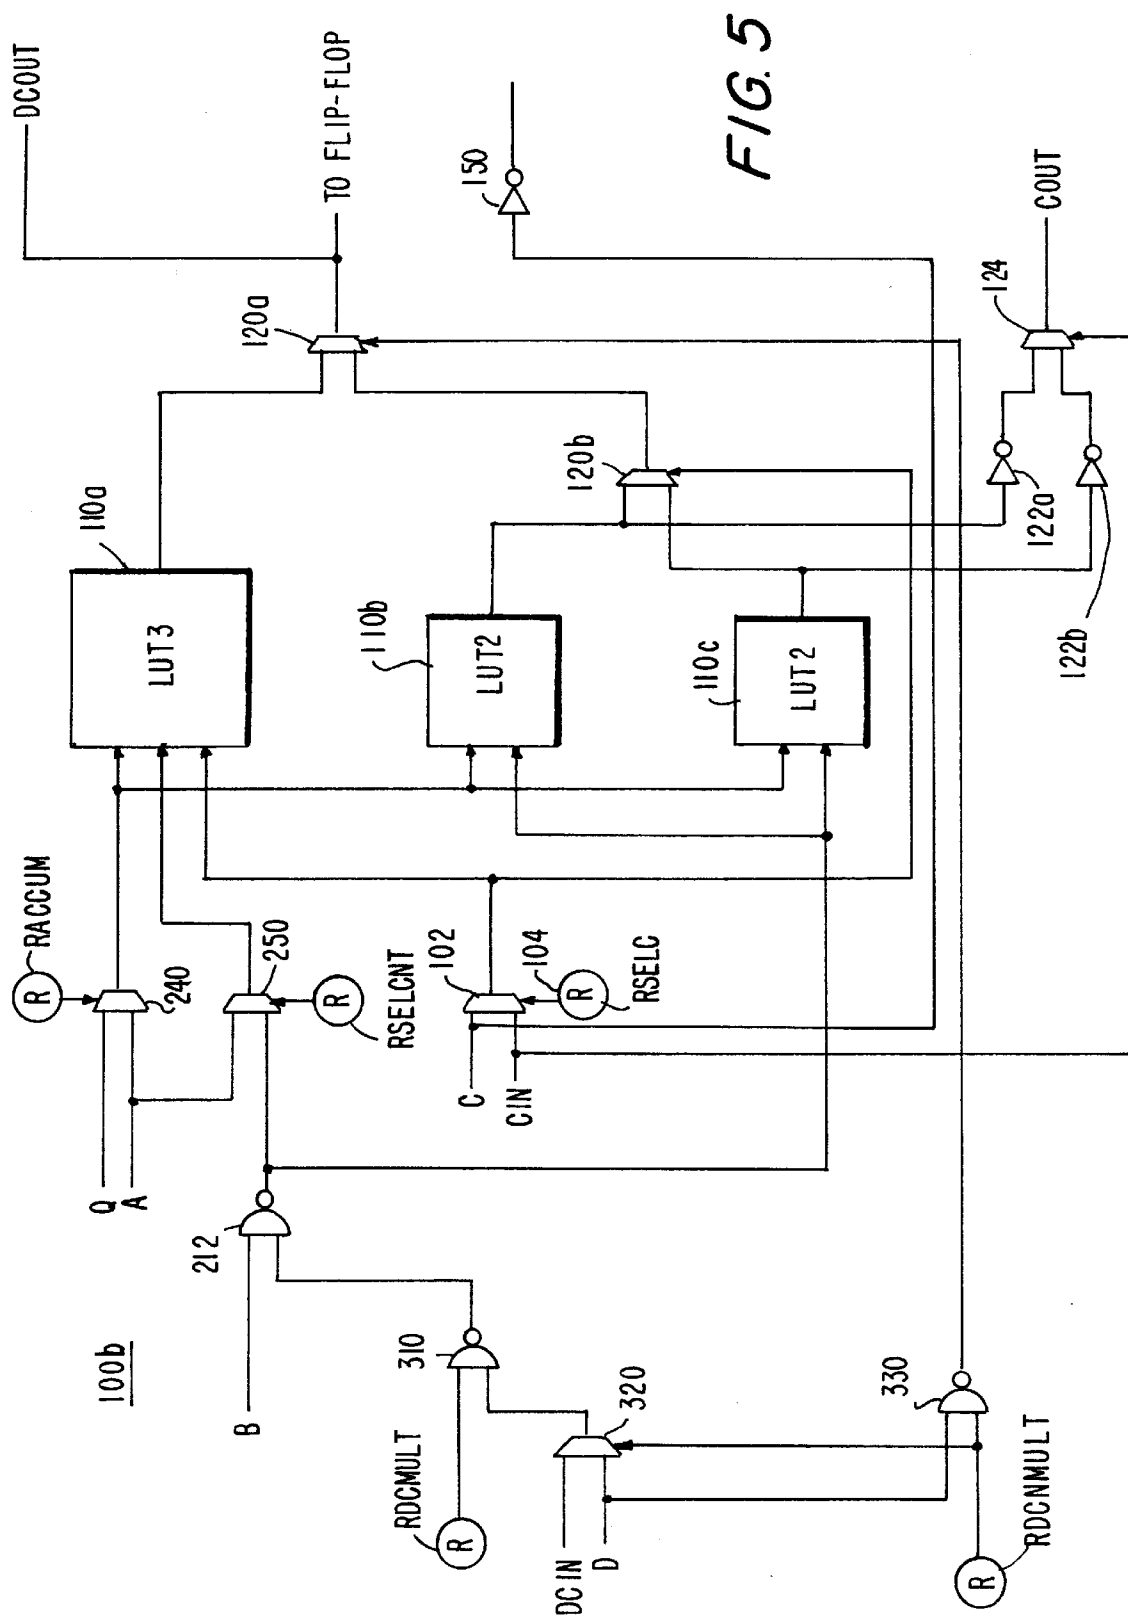 100b
Q
A
B
212
DCIN
D
RDCMULT
R
310
320
330
R
RDCNMULT
R
RACCUM
240
250
R
RSELCNT
C
CIN
102
104
R
RSELC
LUT3
110a
LUT2
110b
LUT2
110c
120a
120b
122a
122b
124
150
DCOUT
TO FLIP-FLOP
COUT
FIG. 5